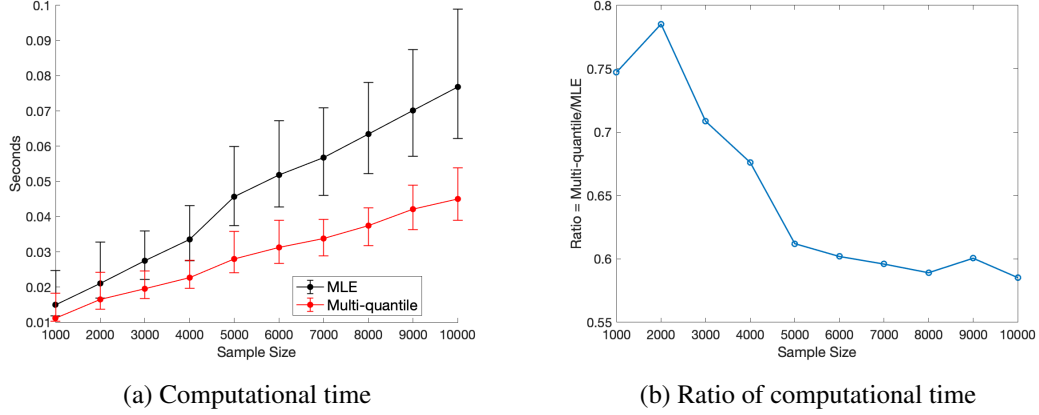 0.1
0.09
0.08
0.07
0.06
0.05
0.04
0.03
0.02
0.01
Seconds
1000 2000 3000 4000 5000 6000 7000 8000 9000 10000
Sample Size
MLE
Multi-quantile
(a) Computational time
0.8
0.75
0.7
0.65
0.6
0.55
Ratio = Multi-quantile/MLE
1000 2000 3000 4000 5000 6000 7000 8000 9000 10000
Sample Size
(b) Ratio of computational time